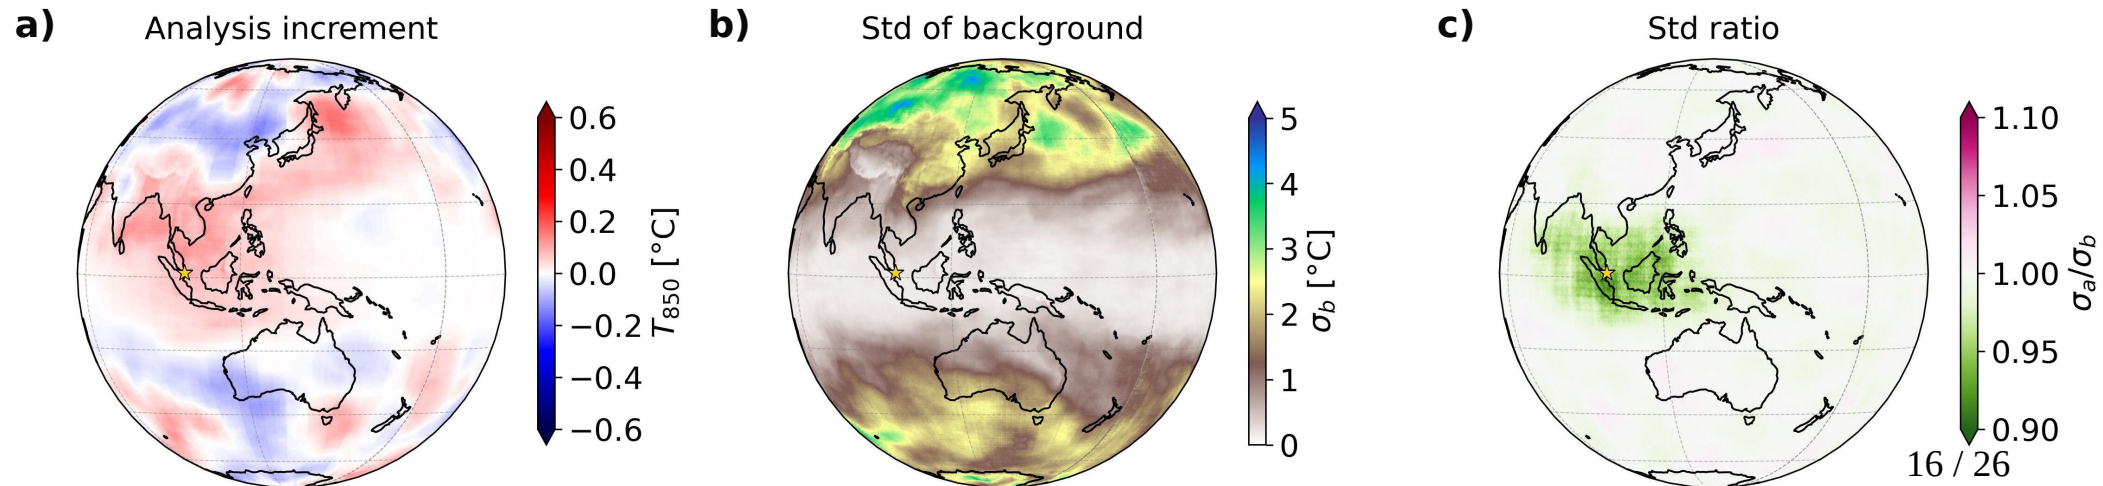 a)
Analysis increment
0.6
0.4
0.2
0.0
−0.2
−0.4
−0.6
T850 [°C]
b)
Std of background
5
4
3
2
1
0
σb [°C]
c)
Std ratio
1.10
1.05
1.00
0.95
0.90
σa/σb
16 / 26